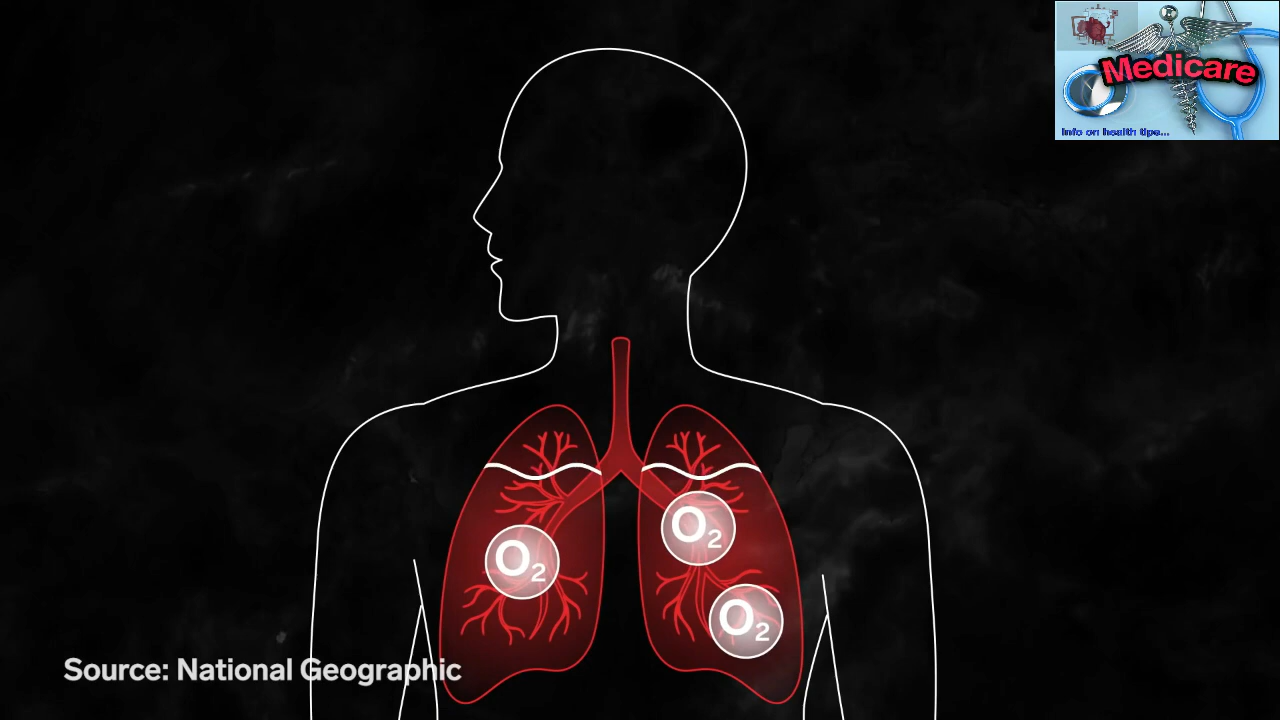 Medicare
Info on health tips...
O2
O2
O2
Source: National Geographic